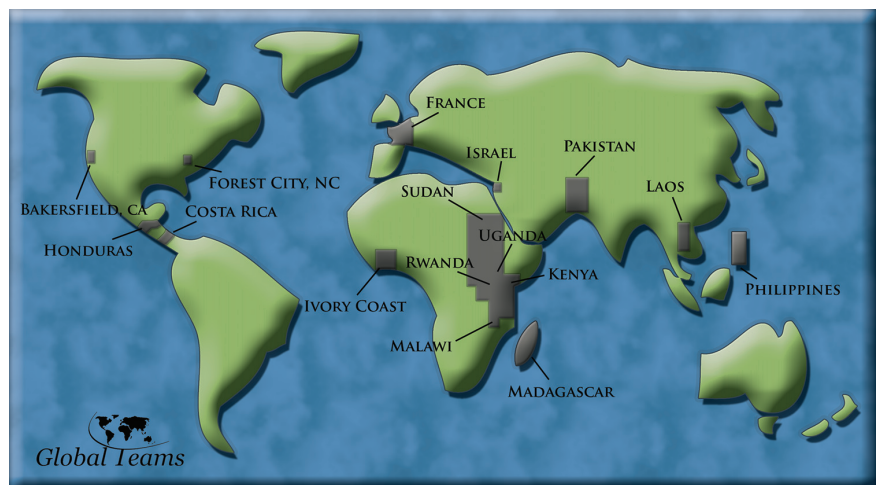 France
Israel
Pakistan
Forest City, NC
Sudan
Laos
Bakersfield, CA
Costa Rica
Honduras
Uganda
Rwanda
Kenya
Ivory Coast
Philippines
Malawi
Madagascar
Global Teams